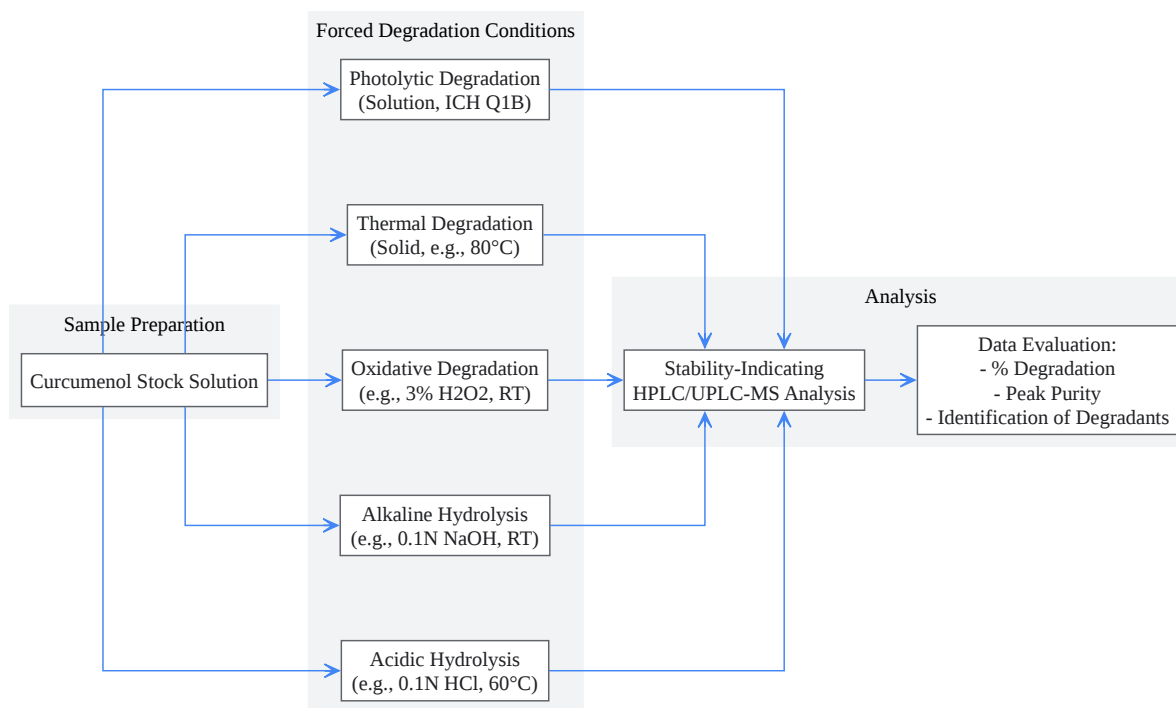 Forced Degradation Conditions
Photolytic Degradation
(Solution, ICH Q1B)
Thermal Degradation
(Solid, e.g., 80°C)
Analysis
Sample Preparation
Data Evaluation:
- % Degradation
- Peak Purity
- Identification of Degradants
Curcumenol Stock Solution
Oxidative Degradation
(e.g., 3% H2O2, RT)
Stability-Indicating
HPLC/UPLC-MS Analysis
Alkaline Hydrolysis
(e.g., 0.1N NaOH, RT)
Acidic Hydrolysis
(e.g., 0.1N HCl, 60°C)